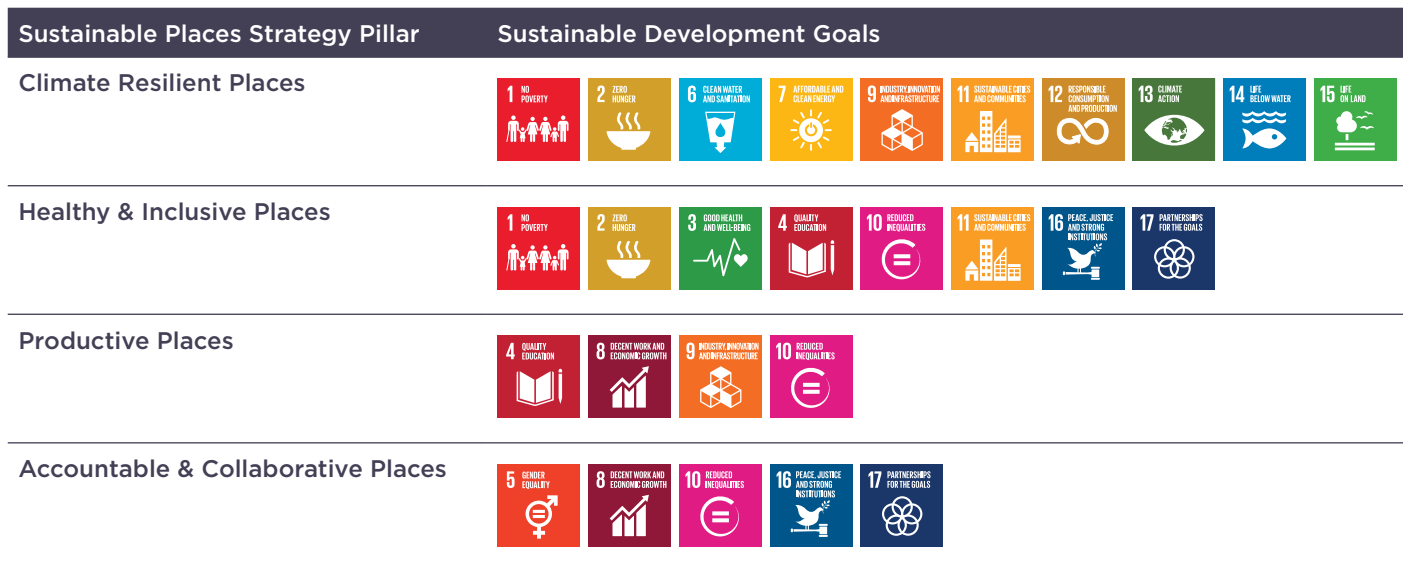 Sustainable Places Strategy Pillar
Sustainable Development Goals
Climate Resilient Places
1 NO
POVERTY
2 ZERO
HUNGER
6 CLEAN WATER
AND SANITATION
7 AFFORDABLE AND
CLEAN ENERGY
9 INDUSTRY, INNOVATION
AND INFRASTRUCTURE
11 SUSTAINABLE CITIES
AND COMMUNITIES
12 RESPONSIBLE
CONSUMPTION
AND PRODUCTION
13 CLIMATE
ACTION
14 LIFE
BELOW WATER
15 LIFE
ON LAND
Healthy & Inclusive Places
1 NO
POVERTY
2 ZERO
HUNGER
3 GOOD HEALTH
AND WELL-BEING
4 QUALITY
EDUCATION
10 REDUCED
INEQUALITIES
11 SUSTAINABLE CITIES
AND COMMUNITIES
16 PEACE, JUSTICE
AND STRONG
INSTITUTIONS
17 PARTNERSHIPS
FOR THE GOALS
Productive Places
4 QUALITY
EDUCATION
8 DECENT WORK AND
ECONOMIC GROWTH
9 INDUSTRY, INNOVATION
AND INFRASTRUCTURE
10 REDUCED
INEQUALITIES
Accountable & Collaborative Places
5 GENDER
EQUALITY
8 DECENT WORK AND
ECONOMIC GROWTH
10 REDUCED
INEQUALITIES
16 PEACE, JUSTICE
AND STRONG
INSTITUTIONS
17 PARTNERSHIPS
FOR THE GOALS